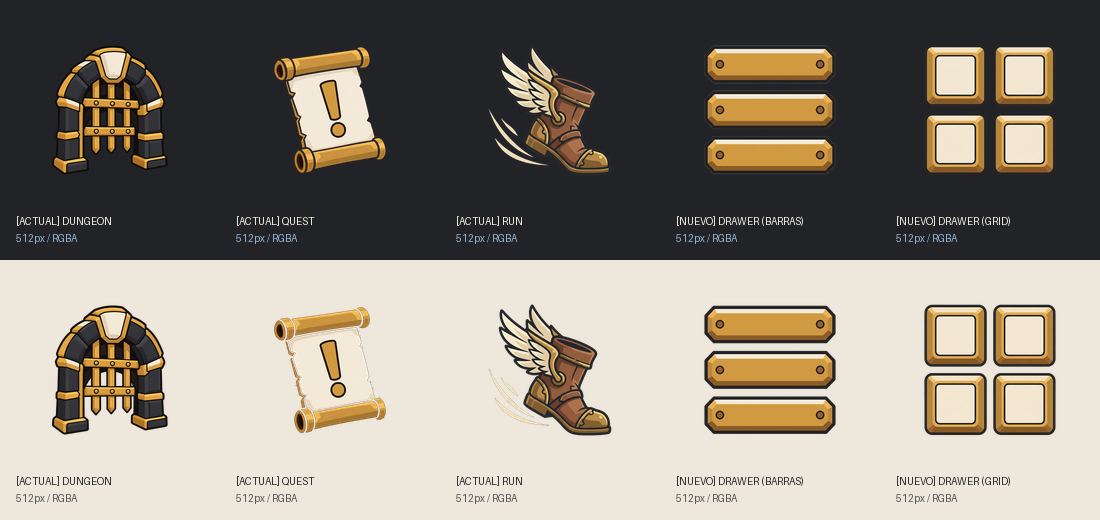 [ACTUAL] DUNGEON
512px / RGBA
[ACTUAL] QUEST
512px / RGBA
[ACTUAL] RUN
512px / RGBA
[NUEVO] DRAWER (BARRAS)
512px / RGBA
[NUEVO] DRAWER (GRID)
512px / RGBA
[ACTUAL] DUNGEON
512px / RGBA
[ACTUAL] QUEST
512px / RGBA
[ACTUAL] RUN
512px / RGBA
[NUEVO] DRAWER (BARRAS)
512px / RGBA
[NUEVO] DRAWER (GRID)
512px / RGBA